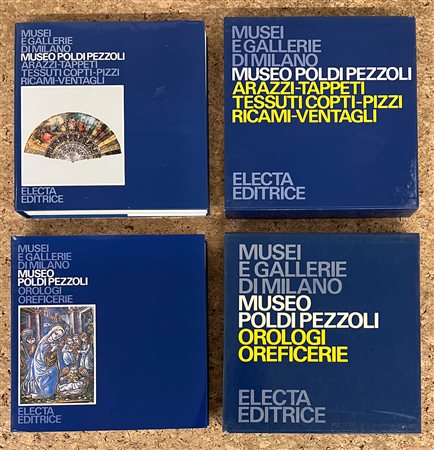 MUSEI
E GALLERIE
DI MILANO
MUSEO POLDI PEZZOLI
ARAZZI-TAPPETI
TESSUTI COPTI-PIZZI
RICAMI-VENTAGLI
ELECTA
EDITRICE
MUSEI
E GALLERIE
DI MILANO
MUSEO POLDI PEZZOLI
ARAZZI-TAPPETI
TESSUTI COPTI-PIZZI
RICAMI-VENTAGLI
ELECTA
EDITRICE
MUSEI
E GALLERIE
DI MILANO
MUSEO
POLDI PEZZOLI
OROLOGI
OREFICERIE
ELECTA
EDITRICE
MUSEI
E GALLERIE
DI MILANO
MUSEO
POLDI PEZZOLI
OROLOGI
OREFICERIE
ELECTA
EDITRICE